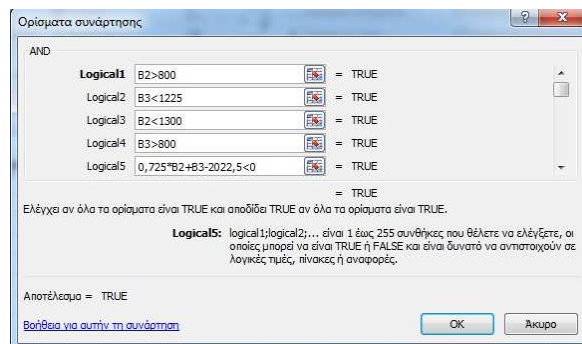 Ορίσματα συνάρτησης
AND
Logical1 B2>800 = TRUE
Logical2 B3<1225 = TRUE
Logical3 B2<1300 = TRUE
Logical4 B3>800 = TRUE
Logical5 0,725*B2+B3-2022,5<0 = TRUE
= TRUE
Ελέγχει αν όλα τα ορίσματα είναι TRUE και αποδίδει TRUE αν όλα τα ορίσματα είναι TRUE.
Logical5: logical1;logical2;... είναι 1 έως 255 συνθήκες που θέλετε να ελέγξετε, οι
οποίες μπορεί να είναι TRUE ή FALSE και είναι δυνατό να αντιστοιχούν σε
λογικές τιμές, πίνακες ή αναφορές.
Αποτέλεσμα = TRUE
Βοήθεια για αυτήν τη συνάρτηση
OK Άκυρο